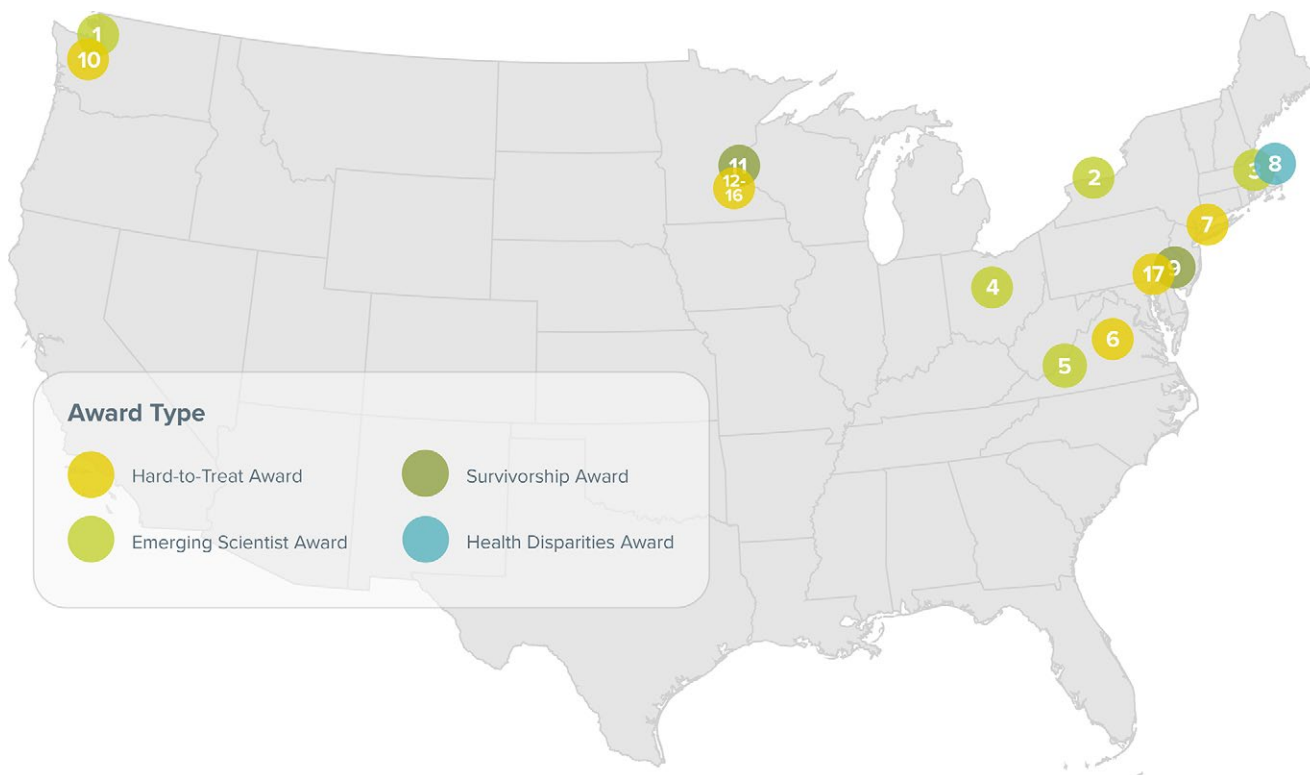 1
10
11
12-
16
2
3
8
7
17
9
4
6
5
Award Type
Hard-to-Treat Award
Survivorship Award
Emerging Scientist Award
Health Disparities Award